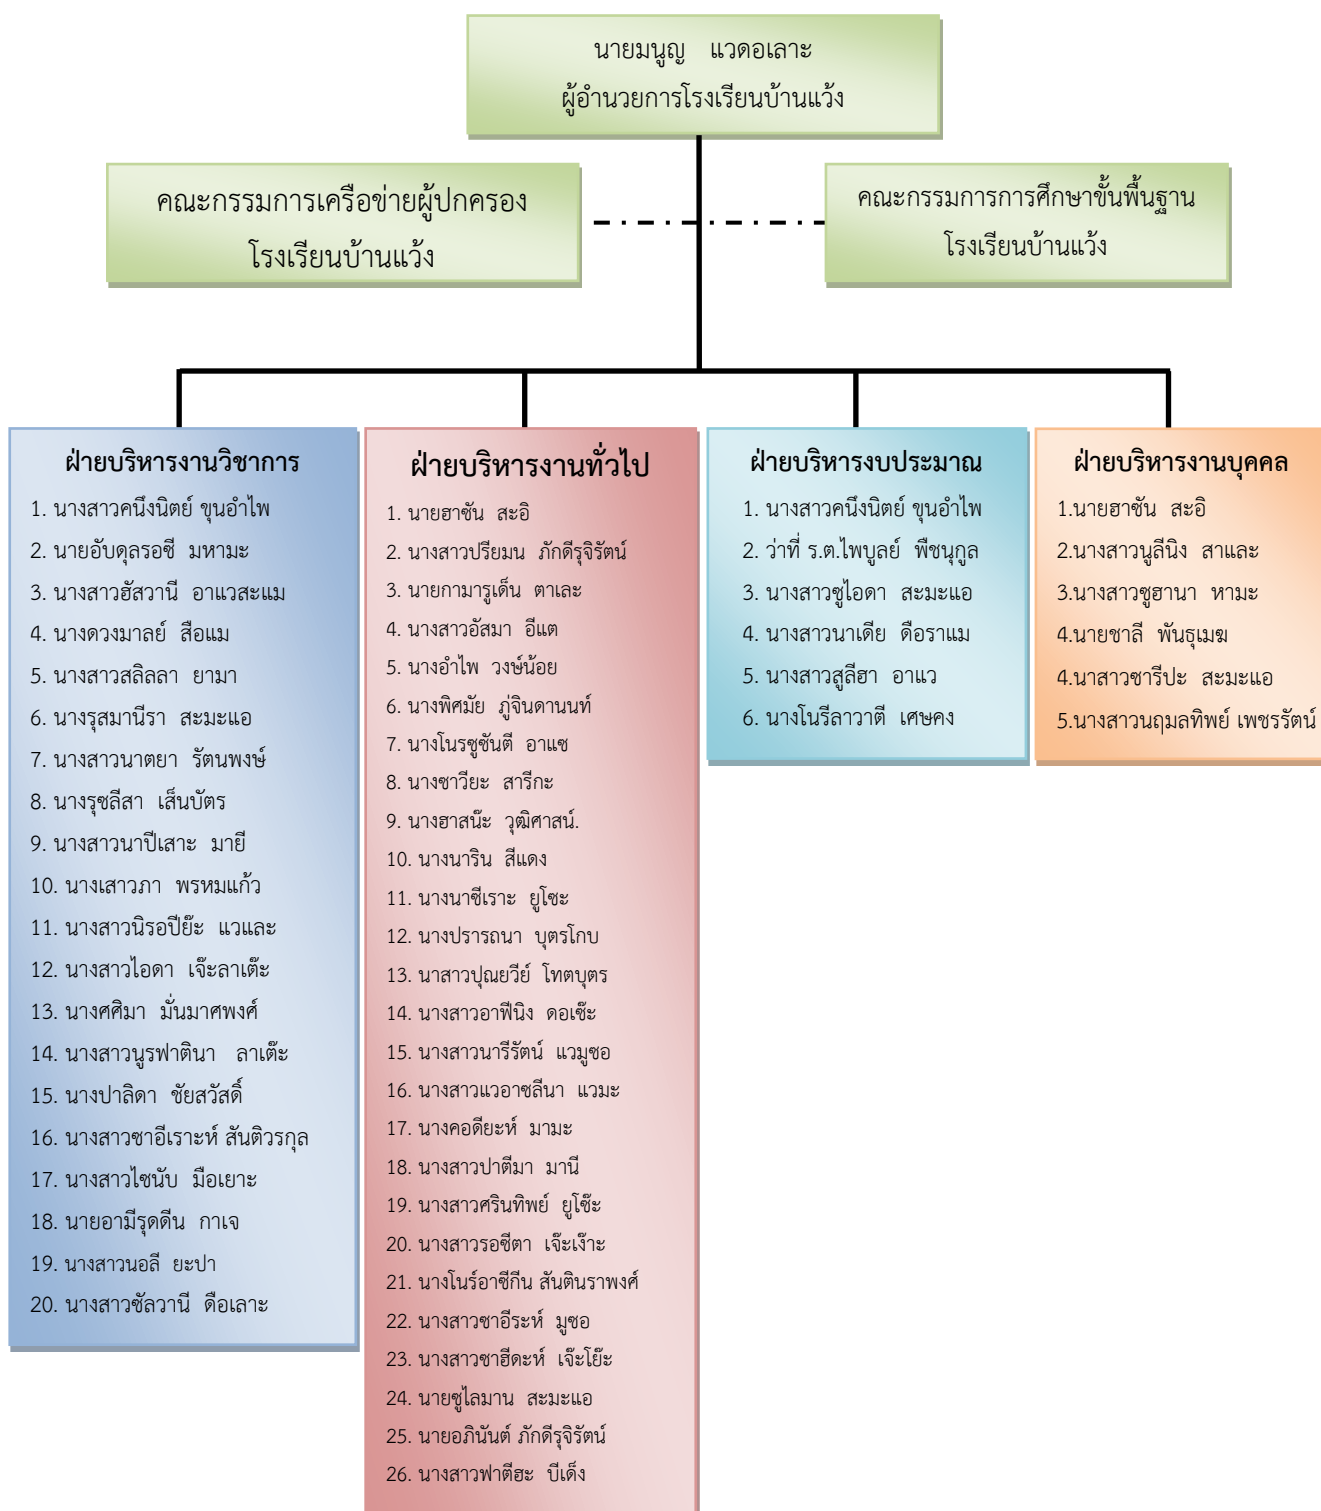 นายมนูญ แวดอเลาะ
ผู้อำนวยการโรงเรียนบ้านแว้ง
คณะกรรมการเครือข่ายผู้ปกครอง
โรงเรียนบ้านแว้ง
คณะกรรมการการศึกษาขั้นพื้นฐาน
โรงเรียนบ้านแว้ง
ฝ่ายบริหารงานวิชาการ
1. นางสาวคนึงนิตย์ ขุนอำไพ
2. นายอับดุลรอซี มหามะ
3. นางสาวฮัสวานี อาแวสะแม
4. นางดวงมาลย์ สือแม
5. นางสาวสลิลลา ยามา
6. นางรุสมานีรา สะมะแอ
7. นางสาวนาตยา รัตนพงษ์
8. นางรุซลีสา เส็นบัตร
9. นางสาวนาปีเสาะ มายี
10. นางเสาวภา พรหมแก้ว
11. นางสาวนิรอปีย๊ะ แวและ
12. นางสาวไอดา เจ๊ะลาเต๊ะ
13. นางศศิมา มั่นมาศพงศ์
14. นางสาวนูรฟาตินา ลาเต๊ะ
15. นางปาลิดา ชัยสวัสดิ์
16. นางสาวซาอีเราะห์ สันติวรกุล
17. นางสาวไซนับ มือเยาะ
18. นายอามีรุดดีน กาเจ
19. นางสาวนอลี ยะปา
20. นางสาวซัลวานี ดือเลาะ
ฝ่ายบริหารงานทั่วไป
1. นายฮาซัน สะอิ
2. นางสาวปรียมน ภักดีรุจิรัตน์
3. นายกามารูเด็น ตาเละ
4. นางสาวอัสมา อีแต
5. นางอำไพ วงษ์น้อย
6. นางพิศมัย ภู่จินดานนท์
7. นางโนรซูซันตี อาแซ
8. นางซาวียะ สารีกะ
9. นางฮาสน๊ะ วุฒิศาสน์.
10. นางนาริน สีแดง
11. นางนาซีเราะ ยูโซะ
12. นางปรารถนา บุตรโกบ
13. นาสาวปุณยวีย์ โทตบุตร
14. นางสาวอาฟีนิง ดอเซ๊ะ
15. นางสาวนารีรัตน์ แวมูซอ
16. นางสาวแวอาซลีนา แวมะ
17. นางคอดียะห์ มามะ
18. นางสาวปาตีมา มานี
19. นางสาวศรินทิพย์ ยูโซ๊ะ
20. นางสาวรอซีตา เจ๊ะเง๊าะ
21. นางโนร์อาซีกีน สันตินราพงศ์
22. นางสาวซาอีระห์ มูซอ
23. นางสาวซาฮีดะห์ เจ๊ะโย๊ะ
24. นายซูไลมาน สะมะแอ
25. นายอภินันต์ ภักดีรุจิรัตน์
26. นางสาวฟาตีฮะ บีเด็ง
ฝ่ายบริหารงบประมาณ
1. นางสาวคนึงนิตย์ ขุนอำไพ
2. ว่าที่ ร.ต.ไพบูลย์ พืชนุกูล
3. นางสาวซูไอดา สะมะแอ
4. นางสาวนาเดีย ดือราแม
5. นางสาวสูลีฮา อาแว
6. นางโนรีลาวาตี เศษคง
ฝ่ายบริหารงานบุคคล
1.นายฮาซัน สะอิ
2.นางสาวนูลีนิง สาและ
3.นางสาวซูฮานา หามะ
4.นายชาลี พันธุเมฆ
4.นาสาวซารีปะ สะมะแอ
5.นางสาวนฤมลทิพย์ เพชรรัตน์